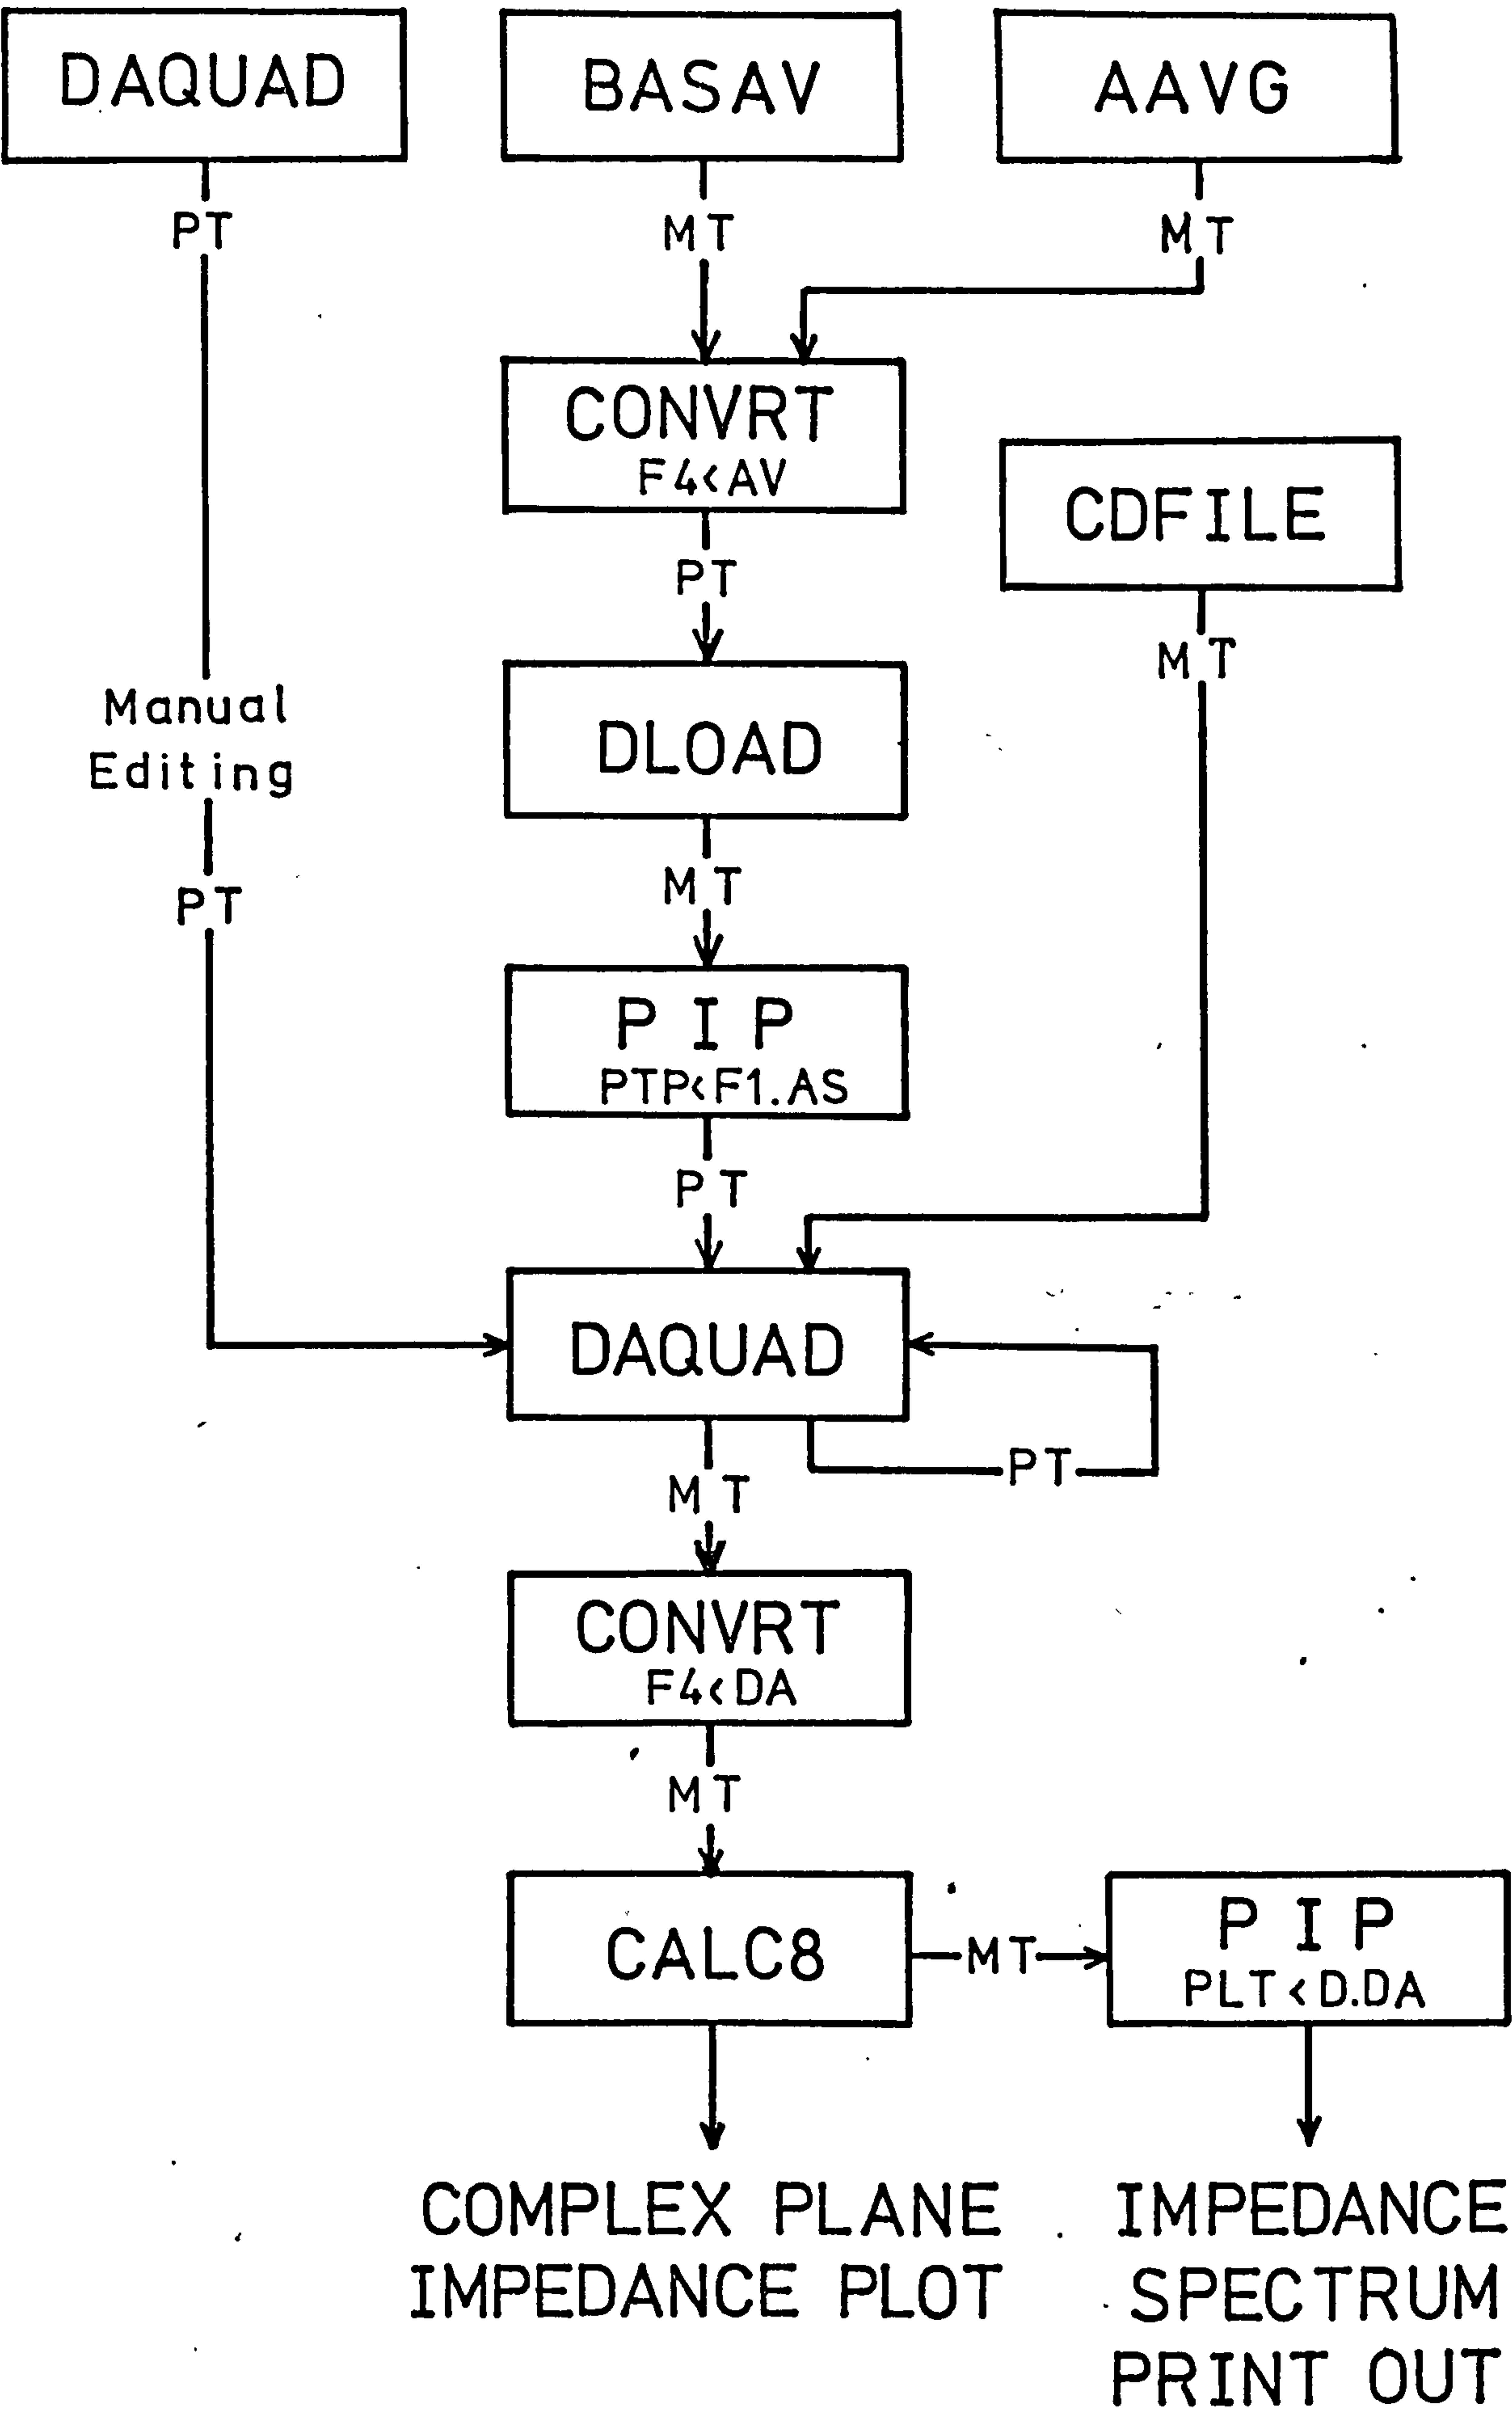 DAQUAD
BASAV
AAVG
PT
MT
MT
CONVRT
F4<AV
CDFILE
PT
MT
Manual
Editing
DLOAD
MT
PT
PIP
PTP<F1.AS
PT
DAQUAD
PT
MT
CONVRT
F4<DA
MT
CALC8
MT
PIP
PLT<D.DA
COMPLEX PLANE
IMPEDANCE PLOT
IMPEDANCE
SPECTRUM
PRINT OUT